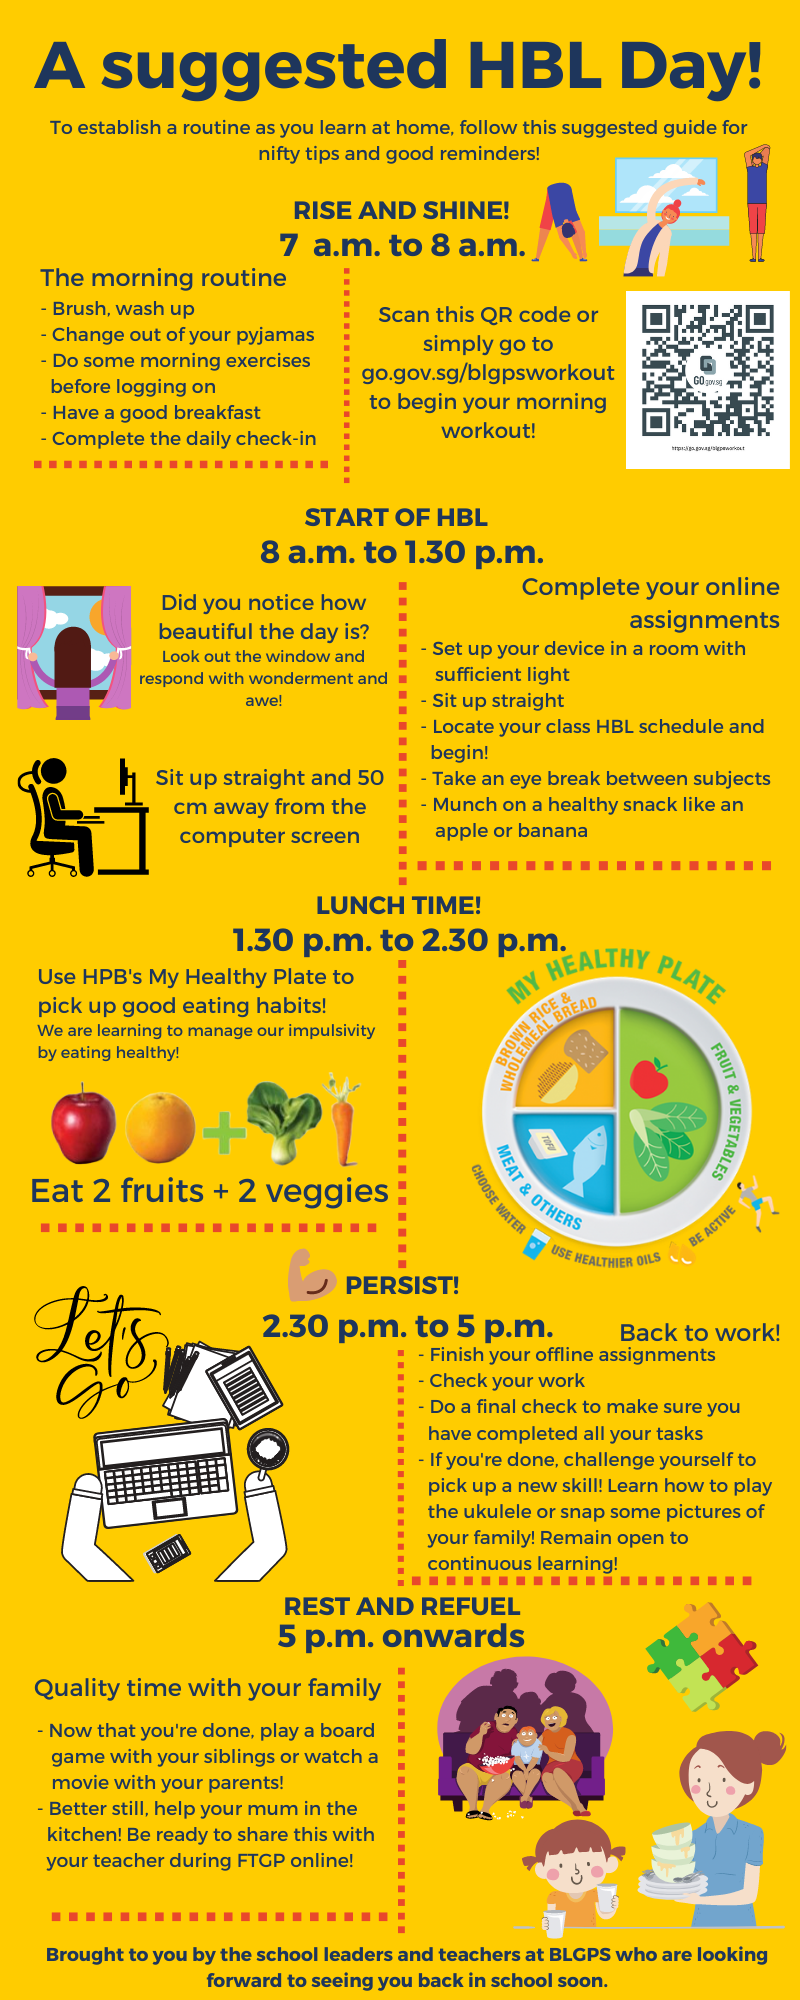 A suggested HBL Day!
To establish a routine as you learn at home, follow this suggested guide for
nifty tips and good reminders!
RISE AND SHINE!
7 a.m. to 8 a.m.
The morning routine
- Brush, wash up
- Change out of your pyjamas
- Do some morning exercises
before logging on
- Have a good breakfast
- Complete the daily check-in
Scan this QR code or
simply go to
go.gov.sg/blgpsworkout
to begin your morning
workout!
GO.gov.sg
https://go.gov.sg/blgpsworkout
START OF HBL
8 a.m. to 1.30 p.m.
Did you notice how
beautiful the day is?
Look out the window and
respond with wonderment and
awe!
Sit up straight and 50
cm away from the
computer screen
Complete your online
assignments
- Set up your device in a room with
sufficient light
- Sit up straight
- Locate your class HBL schedule and
begin!
- Take an eye break between subjects
- Munch on a healthy snack like an
apple or banana
LUNCH TIME!
1.30 p.m. to 2.30 p.m.
Use HPB's My Healthy Plate to
pick up good eating habits!
We are learning to manage our impulsivity
by eating healthy!
+
Eat 2 fruits + 2 veggies
MY HEALTHY PLATE
BROWN RICE &
WHOLEMEAL BREAD
FRUIT & VEGETABLES
TOFU
MEAT & OTHERS
CHOOSE WATER
USE HEALTHIER OILS
BE ACTIVE
PERSIST!
2.30 p.m. to 5 p.m.
Let's
Go
Back to work!
- Finish your offline assignments
- Check your work
- Do a final check to make sure you
have completed all your tasks
- If you're done, challenge yourself to
pick up a new skill! Learn how to play
the ukulele or snap some pictures of
your family! Remain open to
continuous learning!
REST AND REFUEL
5 p.m. onwards
Quality time with your family
- Now that you're done, play a board
game with your siblings or watch a
movie with your parents!
- Better still, help your mum in the
kitchen! Be ready to share this with
your teacher during FTGP online!
Brought to you by the school leaders and teachers at BLGPS who are looking
forward to seeing you back in school soon.